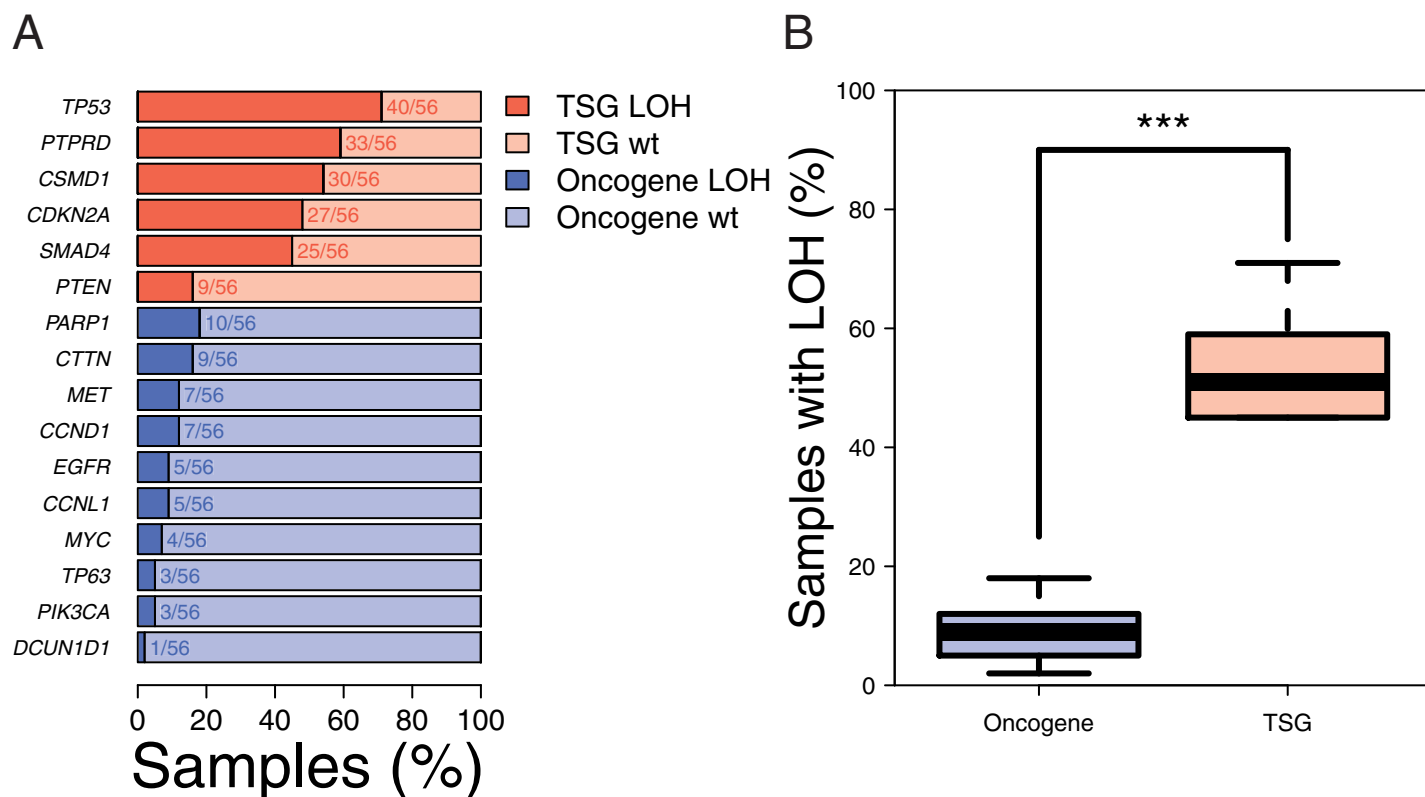 A
TP53 40/56
PTPRD 33/56
CSMD1 30/56
CDKN2A 27/56
SMAD4 25/56
PTEN 9/56
PARP1 10/56
CTTN 9/56
MET 7/56
CCND1 7/56
EGFR 5/56
CCNL1 5/56
MYC 4/56
TP63 3/56
PIK3CA 3/56
DCUN1D1 1/56
0 20 40 60 80 100
Samples (%)
TSG LOH
TSG wt
Oncogene LOH
Oncogene wt
B
Samples with LOH (%)
100
80
60
40
20
0
***
Oncogene TSG